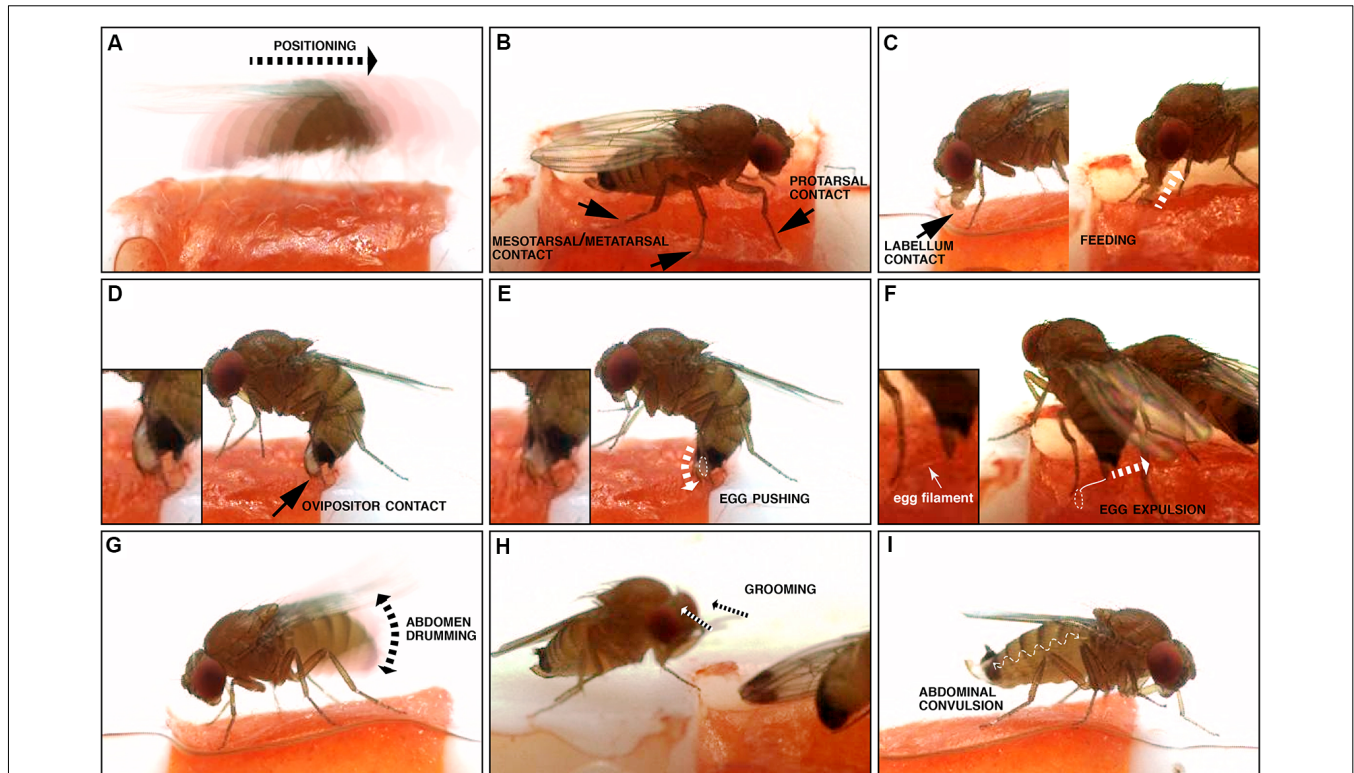 A
POSITIONING
B
PROTARSAL
CONTACT
MESOTARSAL/METATARSAL
CONTACT
C
LABELLUM
CONTACT
FEEDING
D
OVIPOSITOR CONTACT
E
EGG PUSHING
F
egg filament
EGG EXPULSION
G
ABDOMEN
DRUMMING
H
GROOMING
I
ABDOMINAL
CONVULSION